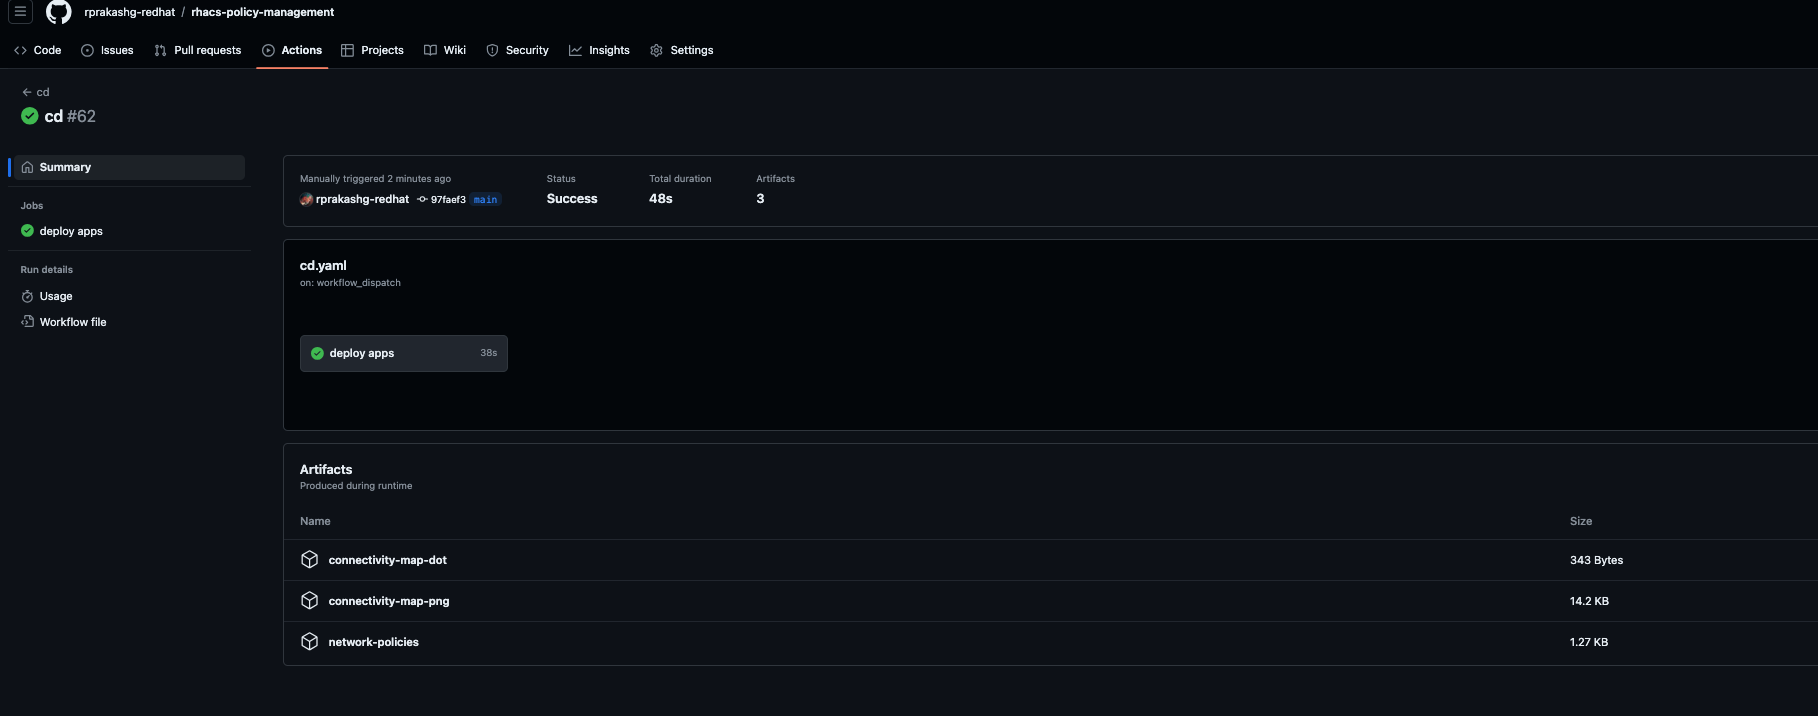 rprakashg-redhat / rhacs-policy-management
Code Issues Pull requests Actions Projects Wiki Security Insights Settings
← cd
cd #62
Summary
Jobs
deploy apps
Run details
Usage
Workflow file
Manually triggered 2 minutes ago Status Total duration Artifacts
rprakashg-redhat 97faef3 main Success 48s 3
cd.yaml
on: workflow_dispatch
deploy apps 38s
Artifacts
Produced during runtime
Name Size
connectivity-map-dot 343 Bytes
connectivity-map-png 14.2 KB
network-policies 1.27 KB